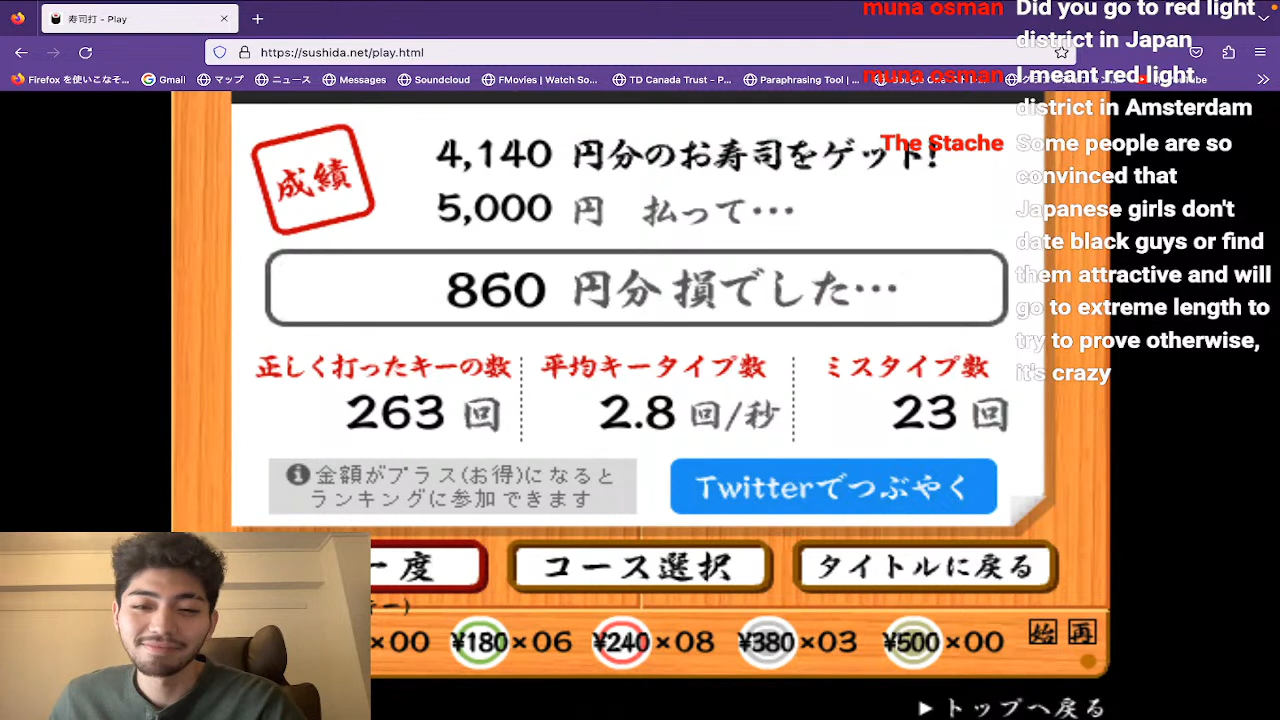 寿司打 - Play
https://sushida.net/play.html
Firefox を使いこなそ...
Gmail
マップ
ニュース
Messages
Soundcloud
FMovies | Watch So...
TD Canada Trust - P...
Paraphrasing Tool | ...
muna osman Did you go to red light
district in Japan
muna osman I meant red light
district in Amsterdam
The Stache Some people are so
convinced that
Japanese girls don't
date black guys or find
them attractive and will
go to extreme length to
try to prove otherwise,
it's crazy
成績
4,140 円分のお寿司をゲット!
5,000 円 払って…
860 円分 損でした…
正しく打ったキーの数
263 回
平均キータイプ数
2.8 回/秒
ミスタイプ数
23 回
金額がプラス(お得)になると
ランキングに参加できます
Twitterでつぶやく
一度
コース選択
タイトルに戻る
×00
¥180×06
¥240×08
¥380×03
¥500×00
始 再
▶トップへ戻る